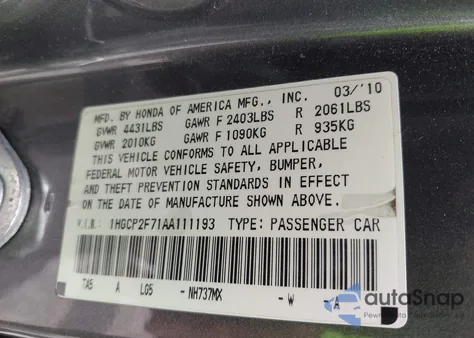 MFD. BY HONDA OF AMERICA MFG., INC. 03/'10
GVWR 4431LBS GAWR F 2403LBS R 2061LBS
GVWR 2010KG GAWR F 1090KG R 935KG
THIS VEHICLE CONFORMS TO ALL APPLICABLE
FEDERAL MOTOR VEHICLE SAFETY, BUMPER,
AND THEFT PREVENTION STANDARDS IN EFFECT
ON THE DATE OF MANUFACTURE SHOWN ABOVE.
V.I.N.: 1HGCP2F71AA111193 TYPE: PASSENGER CAR
TA5 A LG5 -NH737MX -W -A
autoSnap